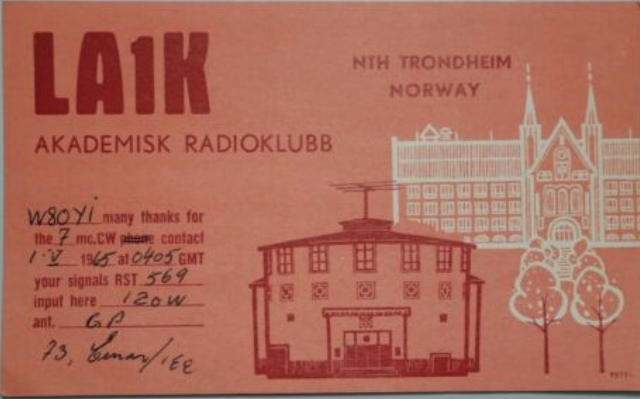 LA1K
NTH TRONDHEIM
NORWAY
AKADEMISK RADIOKLUBB
W8OYI many thanks for
the 7 mc.CW phone contact
1·V 1965 at 0405 GMT
your signals RST 569
input here 120W
ant. GP
73, Einar/1EE